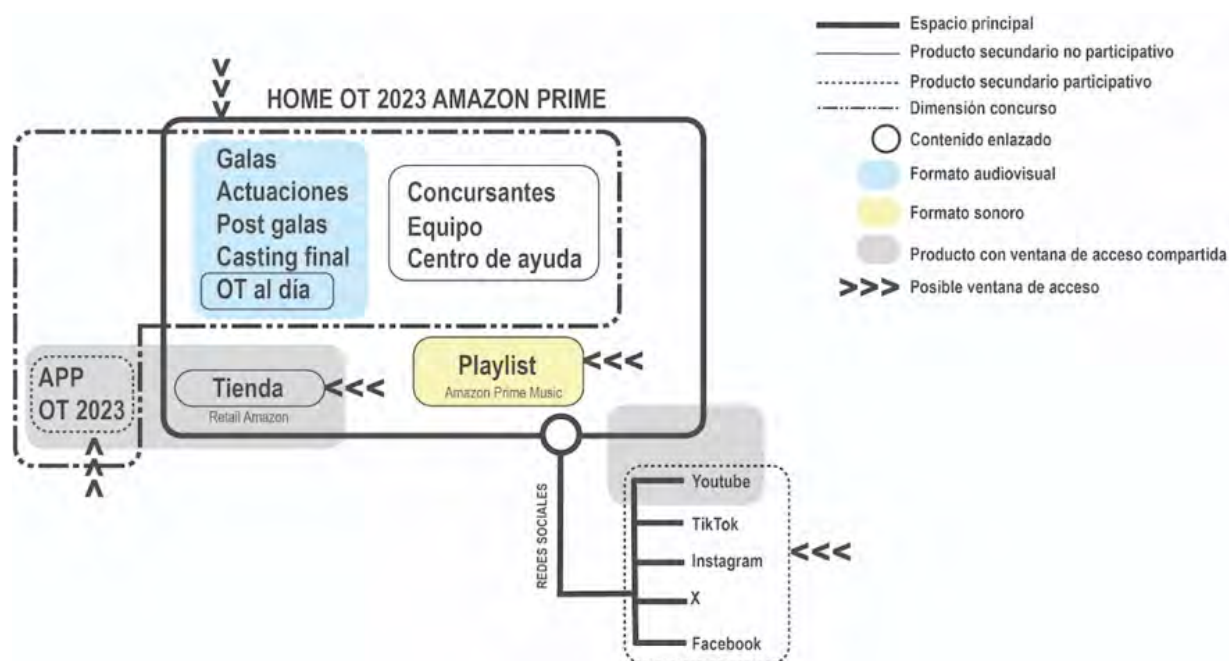 HOME OT 2023 AMAZON PRIME
Galas
Actuaciones
Post galas
Casting final
OT al día
Concursantes
Equipo
Centro de ayuda
APP
OT 2023
Tienda
Retail Amazon
Playlist
Amazon Prime Music
REDES SOCIALES
Youtube
TikTok
Instagram
X
Facebook
Espacio principal
Producto secundario no participativo
Producto secundario participativo
Dimensión concurso
Contenido enlazado
Formato audiovisual
Formato sonoro
Producto con ventana de acceso compartida
>>> Posible ventana de acceso